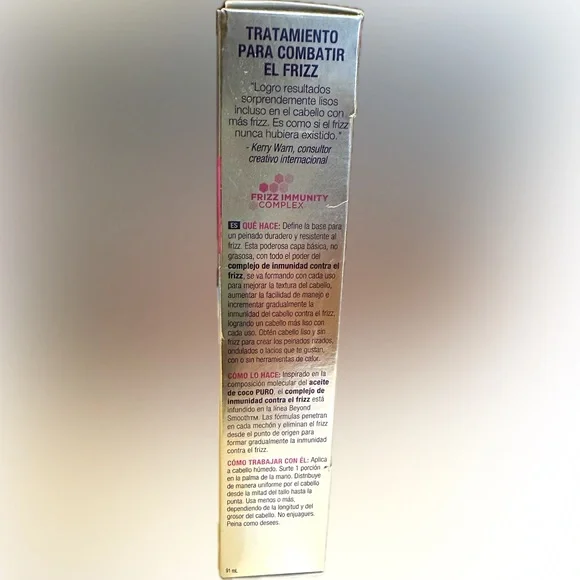 TRATAMIENTO
PARA COMBATIR
EL FRIZZ
"Logro resultados
sorprendemente lisos
incluso en el cabello con
más frizz. Es como si el frizz
nunca hubiera existido."
- Kerry Warn, consultor
creativo internacional
FRIZZ IMMUNITY
COMPLEX
ES QUÉ HACE: Define la base para
un peinado duradero y resistente al
frizz. Esta poderosa capa básica, no
grasosa, con todo el poder del
complejo de inmunidad contra el
frizz, se va formando con cada uso
para mejorar la textura del cabello,
aumentar la facilidad de manejo e
incrementar gradualmente la
inmunidad del cabello contra el frizz,
logrando un cabello más liso con
cada uso. Obtén cabello liso y sin
frizz para crear los peinados rizados,
ondulados o lacios que te gustan,
con o sin herramientas de calor.
CÓMO LO HACE: Inspirado en la
composición molecular del aceite
de coco PURO, el complejo de
inmunidad contra el frizz está
infundido en la línea Beyond
Smooth™. Las fórmulas penetran
en cada mechón y eliminan el frizz
desde el punto de origen para
formar gradualmente la inmunidad
contra el frizz.
CÓMO TRABAJAR CON ÉL: Aplica
a cabello húmedo. Surte 1 porción
en la palma de la mano. Distribuye
de manera uniforme por el cabello
desde la mitad del tallo hasta la
punta. Usa menos o más,
dependiendo de la longitud y del
grosor del cabello. No enjuagues.
Peina como desees.
91 mL